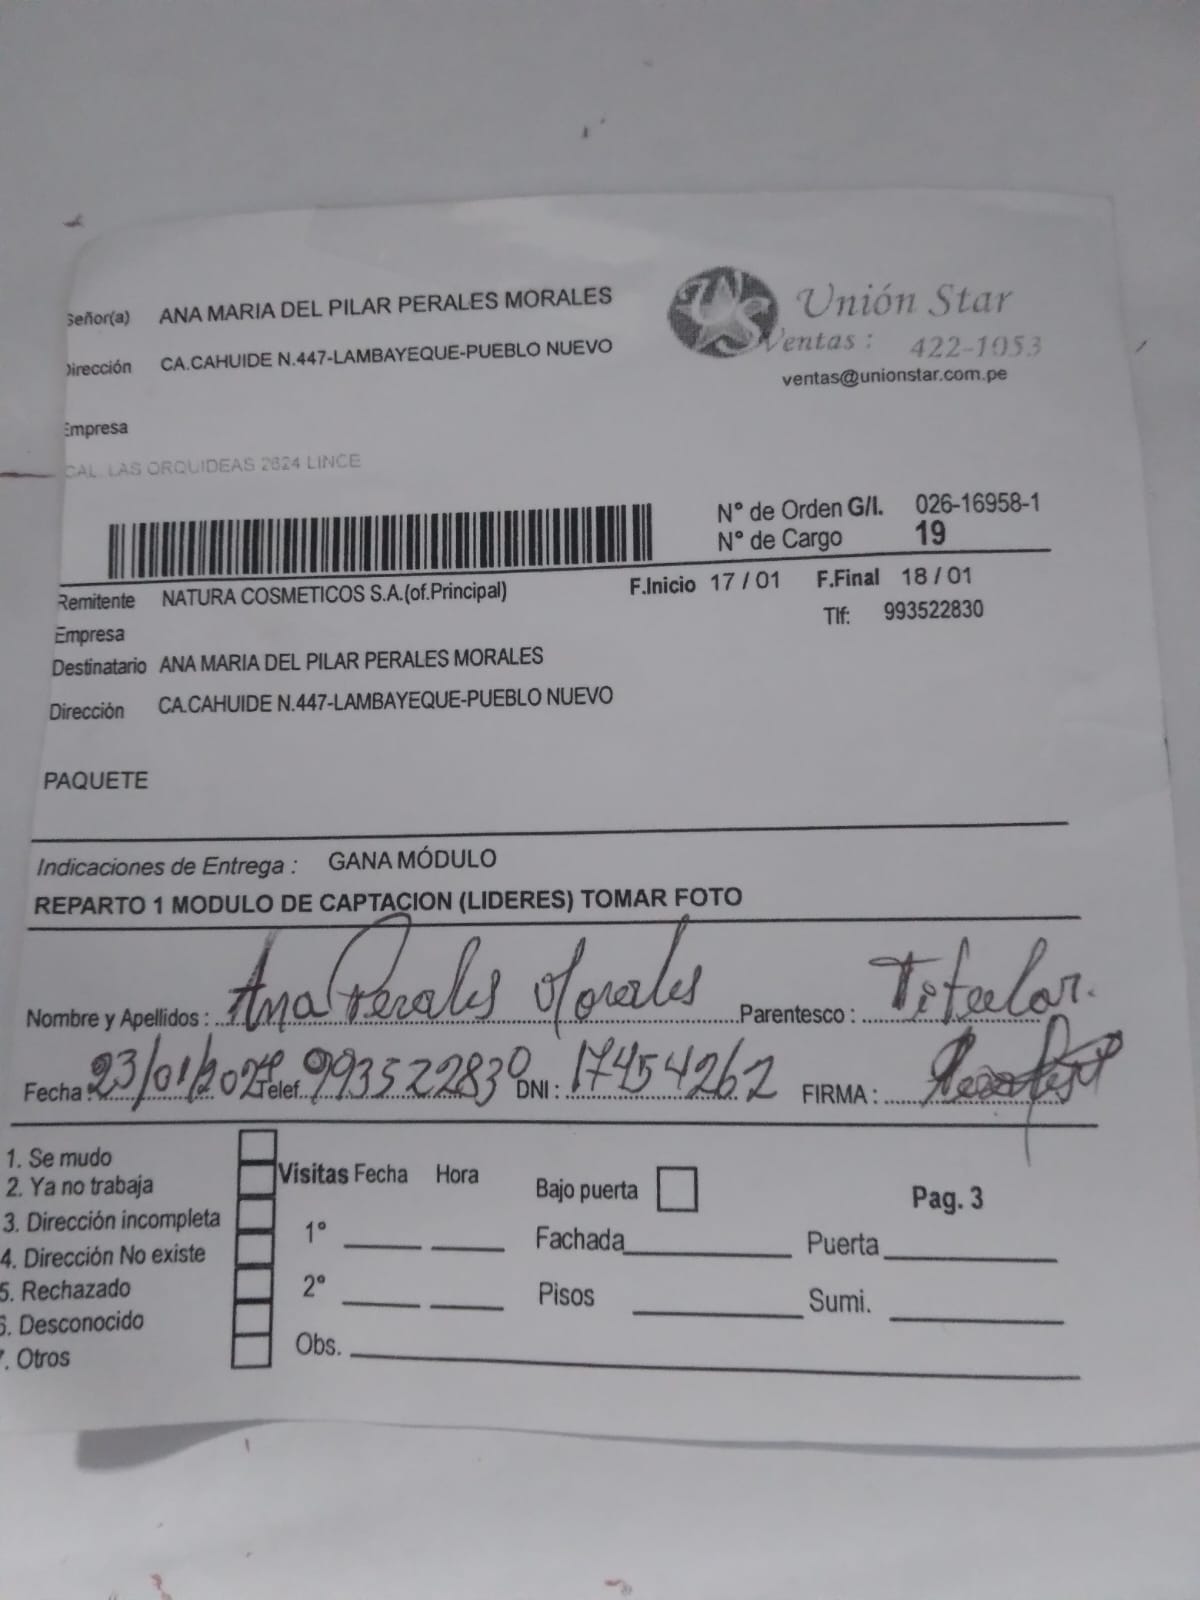 Señor(a) ANA MARIA DEL PILAR PERALES MORALES
Unión Star
Dirección CA.CAHUIDE N.447-LAMBAYEQUE-PUEBLO NUEVO
Ventas : 422-1053
ventas@unionstar.com.pe
Empresa
CAL. LAS ORQUIDEAS 2624 LINCE
N° de Orden G/I. 026-16958-1
N° de Cargo 19
Remitente NATURA COSMETICOS S.A.(of.Principal) F.Inicio 17 / 01 F.Final 18 / 01
Empresa Tlf: 993522830
Destinatario ANA MARIA DEL PILAR PERALES MORALES
Dirección CA.CAHUIDE N.447-LAMBAYEQUE-PUEBLO NUEVO
PAQUETE
Indicaciones de Entrega : GANA MÓDULO
REPARTO 1 MODULO DE CAPTACION (LIDERES) TOMAR FOTO
Nombre y Apellidos : Ana Perales Morales Parentesco : Titular.
Fecha : 23/01/2024 Telef. 993522830 DNI : 17454262 FIRMA :
1. Se mudo
2. Ya no trabaja
3. Dirección incompleta
4. Dirección No existe
5. Rechazado
6. Desconocido
7. Otros
Visitas Fecha Hora
1°
2°
Obs.
Bajo puerta
Fachada
Pisos
Pag. 3
Puerta
Sumi.